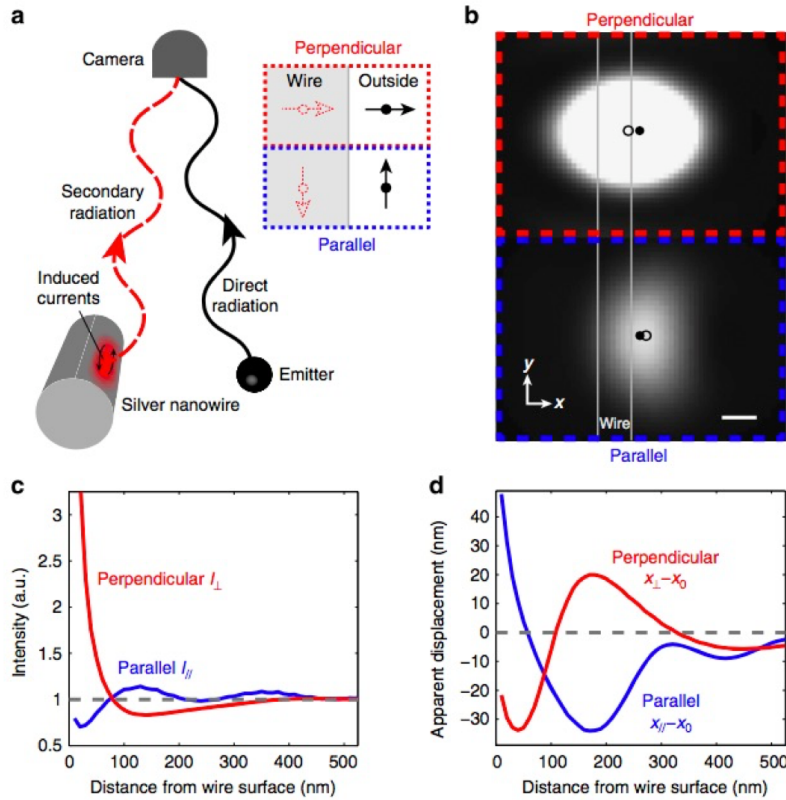 a
Camera
Secondary
radiation
Induced
currents
Silver nanowire
Direct
radiation
Emitter
Perpendicular
Wire
Outside
Parallel
b
Perpendicular
y
x
Wire
Parallel
c
Intensity (a.u.)
3
2.5
2
1.5
1
0.5
Perpendicular I⊥
Parallel I//
0 100 200 300 400 500
Distance from wire surface (nm)
d
Apparent displacement (nm)
40
30
20
10
0
−10
−20
−30
Perpendicular
x⊥−x0
Parallel
x//−x0
0 100 200 300 400 500
Distance from wire surface (nm)